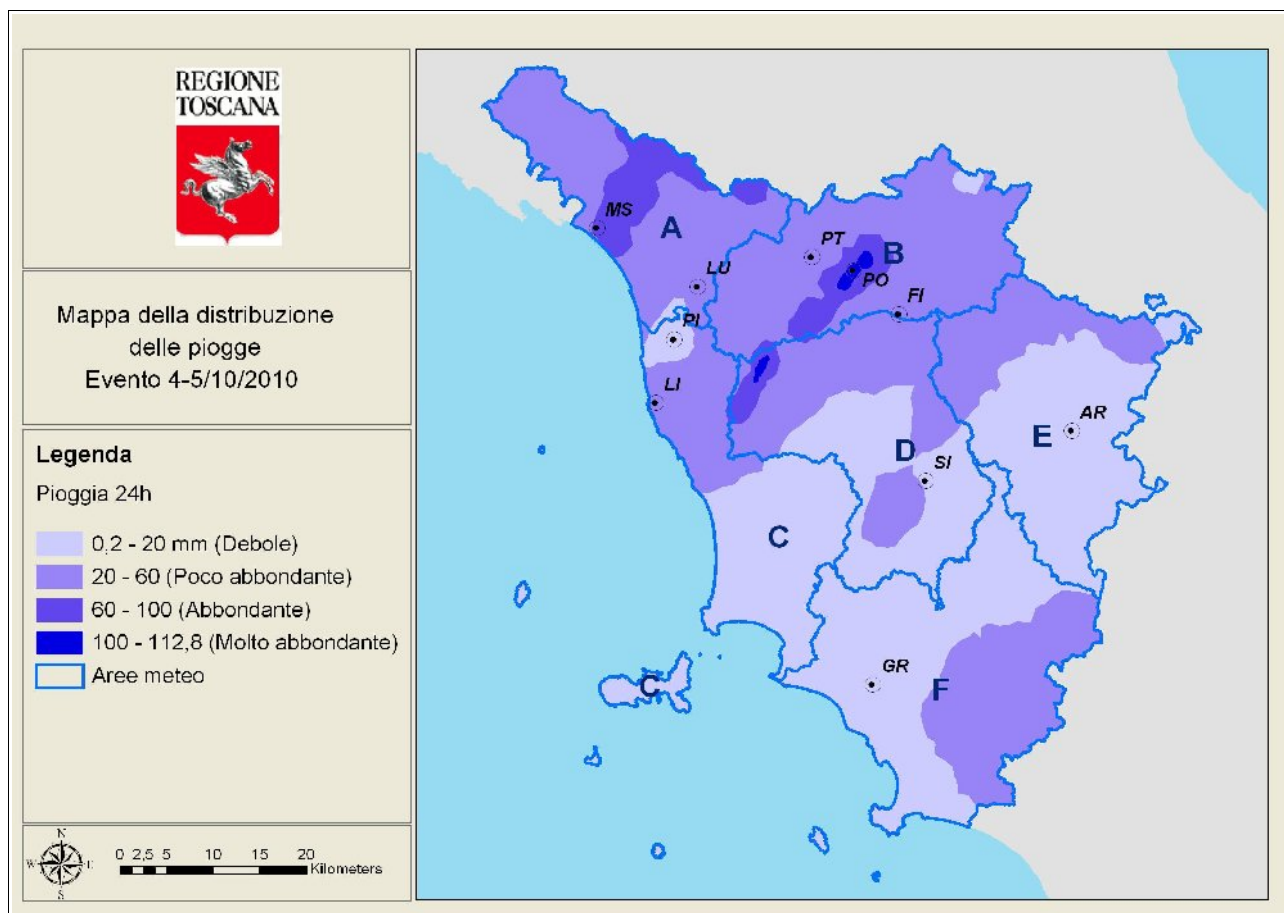 REGIONE
TOSCANA
Mappa della distribuzione
delle piogge
Evento 4-5/10/2010
Legenda
Pioggia 24h
0,2 - 20 mm (Debole)
20 - 60 (Poco abbondante)
60 - 100 (Abbondante)
100 - 112,8 (Molto abbondante)
Aree meteo
N
W
E
S
0 2,5 5 10 15 20
Kilometers
MS
A
PT
B
PO
LU
FI
PI
LI
AR
E
D
SI
C
GR
F
C